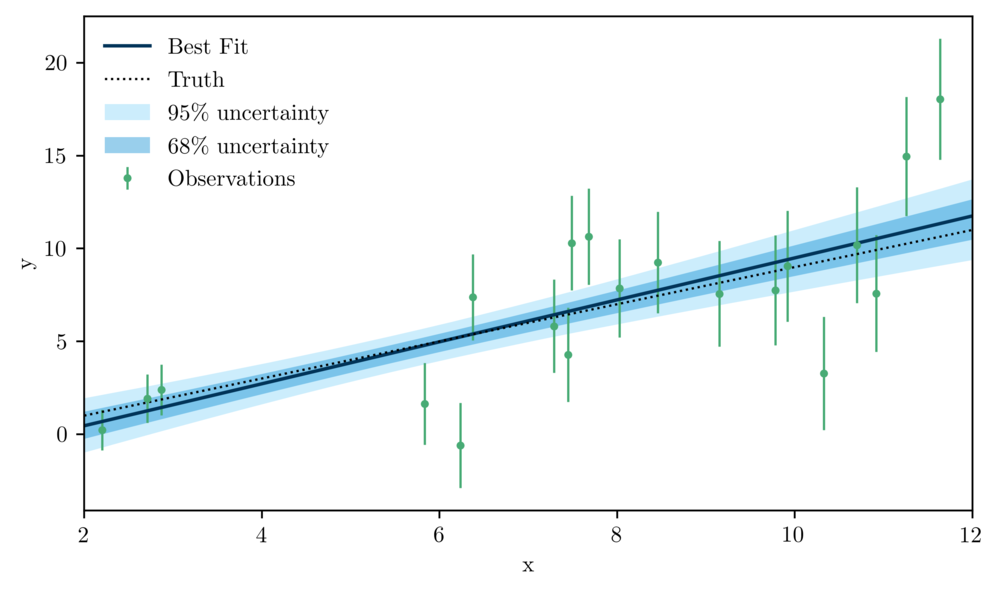 Best Fit
Truth
95% uncertainty
68% uncertainty
Observations
20
15
10
5
0
y
2 4 6 8 10 12
x